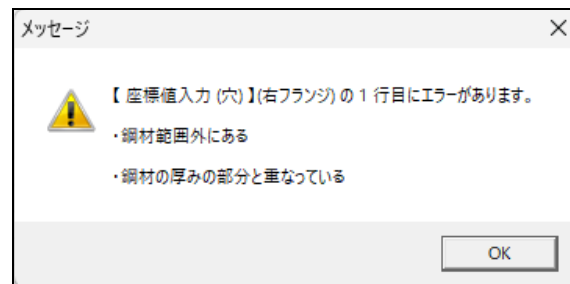 メッセージ
【 座標値入力 (穴) 】(右フランジ) の 1 行目にエラーがあります。
・鋼材範囲外にある
・鋼材の厚みの部分と重なっている
OK